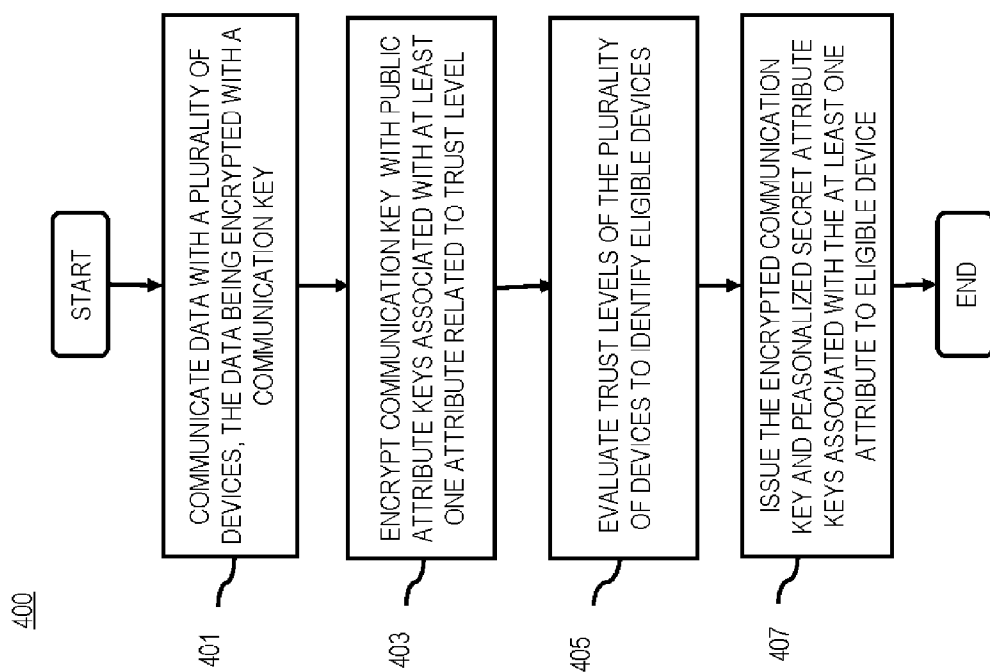 400
START
401
COMMUNICATE DATA WITH A PLURALITY OF
DEVICES, THE DATA BEING ENCRYPTED WITH A
COMMUNICATION KEY
403
ENCRYPT COMMUNICATION KEY WITH PUBLIC
ATTRIBUTE KEYS ASSOCIATED WITH AT LEAST
ONE ATTRIBUTE RELATED TO TRUST LEVEL
405
EVALUATE TRUST LEVELS OF THE PLURALITY
OF DEVICES TO IDENTIFY ELIGIBLE DEVICES
407
ISSUE THE ENCRYPTED COMMUNICATION
KEY AND PEASONALIZED SECRET ATTRIBUTE
KEYS ASSOCIATED WITH THE AT LEAST ONE
ATTRIBUTE TO ELIGIBLE DEVICE
END